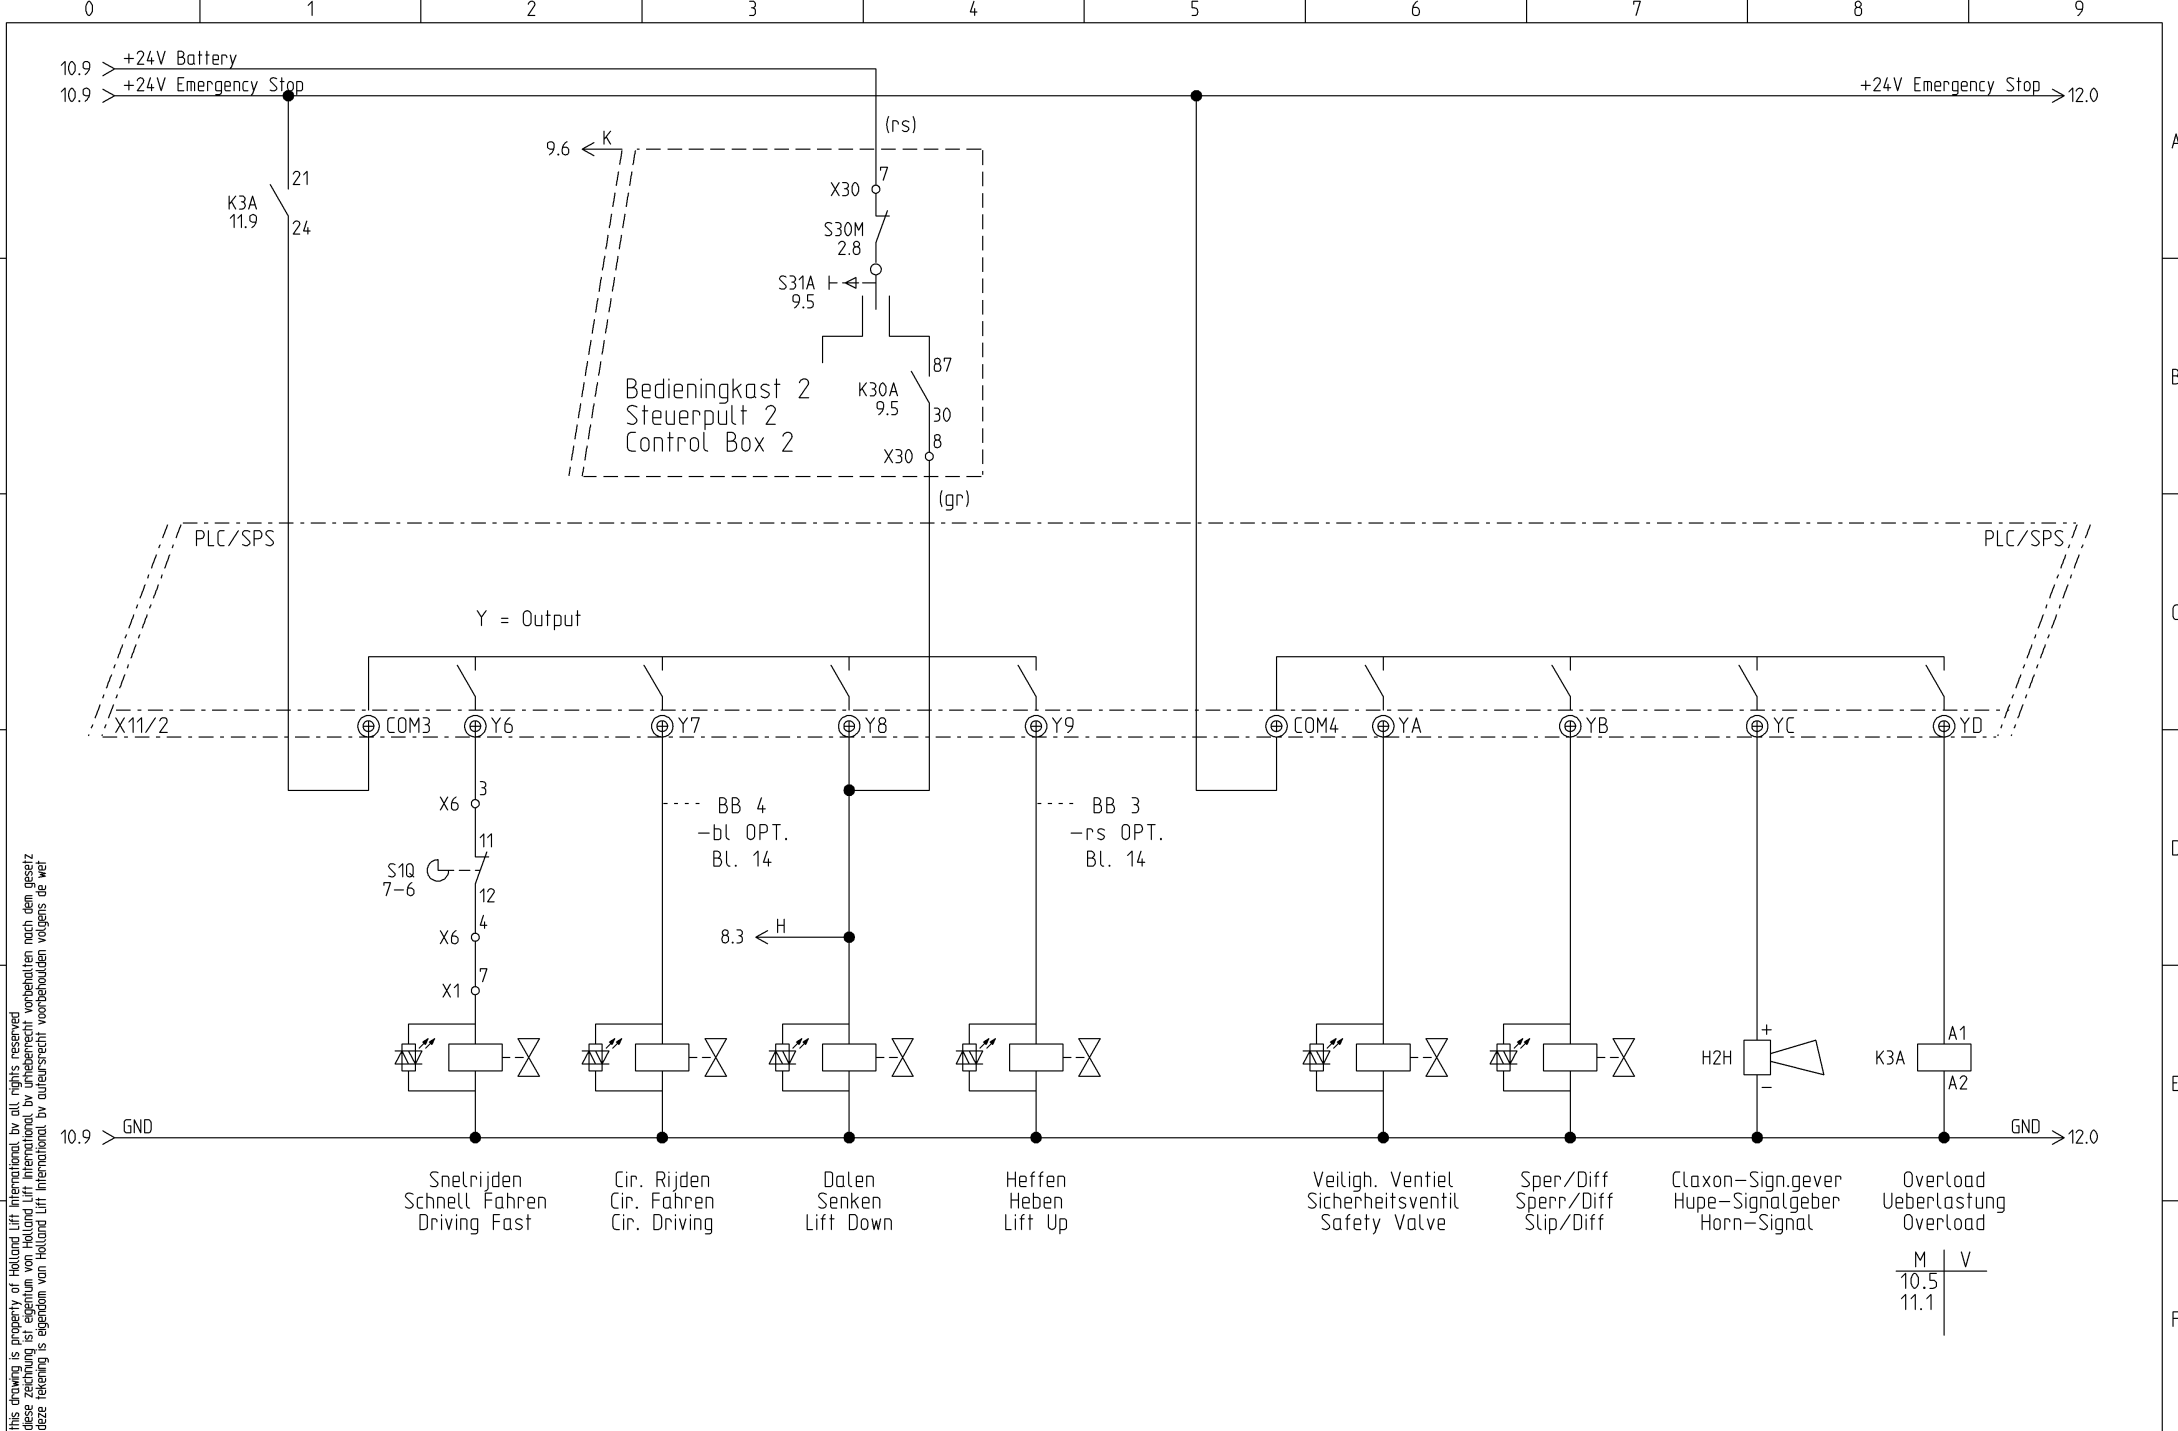 0 1 2 3 4 5 6 7 8 9
10.9 +24V Battery
10.9 +24V Emergency Stop
+24V Emergency Stop 12.0
(rs)
9.6 K
A
21
K3A
11.9
24
X30 7
S30M
2.8
S31A
9.5
87
K30A
9.5
30
8
X30
Bedieningkast 2
Steuerpult 2
Control Box 2
B
(gr)
PLC/SPS
PLC/SPS
Y = Output
C
X11/2 COM3 Y6 Y7 Y8 Y9 COM4 YA YB YC YD
3
X6
11
S1Q
7-6
12
4
X6
7
X1
BB 4
-bl OPT.
Bl. 14
8.3 H
BB 3
-rs OPT.
Bl. 14
D
+
H2H
-
A1
K3A
A2
E
10.9 GND
GND 12.0
Snelrijden
Schnell Fahren
Driving Fast
Cir. Rijden
Cir. Fahren
Cir. Driving
Dalen
Senken
Lift Down
Heffen
Heben
Lift Up
Veiligh. Ventiel
Sicherheitsventil
Safety Valve
Sper/Diff
Sperr/Diff
Slip/Diff
Claxon-Sign.gever
Hupe-Signalgeber
Horn-Signal
Overload
Ueberlastung
Overload
M V
10.5
11.1
F
this drawing is property of Holland Lift International bv all rights reserved
diese zeichnung ist eigentum von Holland Lift International bv urheberrecht vorbehalten nach dem gesetz
deze tekening is eigendom van Holland Lift International bv auteursrecht voorbehoulden volgens de wet